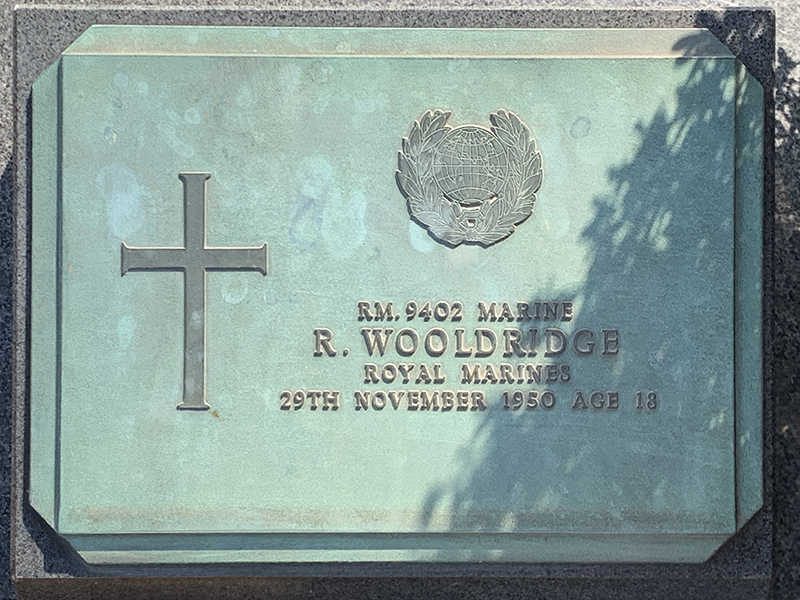 RM. 9402 MARINE
R. WOOLDRIDGE
ROYAL MARINES
29TH NOVEMBER 1950 AGE 18